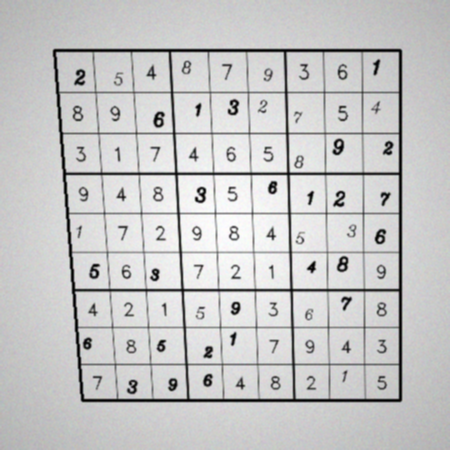 2 5 4 8 7 9 3 6 1
8 9 6 1 3 2 7 5 4
3 1 7 4 6 5 8 9 2
9 4 8 3 5 6 1 2 7
1 7 2 9 8 4 5 3 6
5 6 3 7 2 1 4 8 9
4 2 1 5 9 3 6 7 8
6 8 5 2 1 7 9 4 3
7 3 9 6 4 8 2 1 5